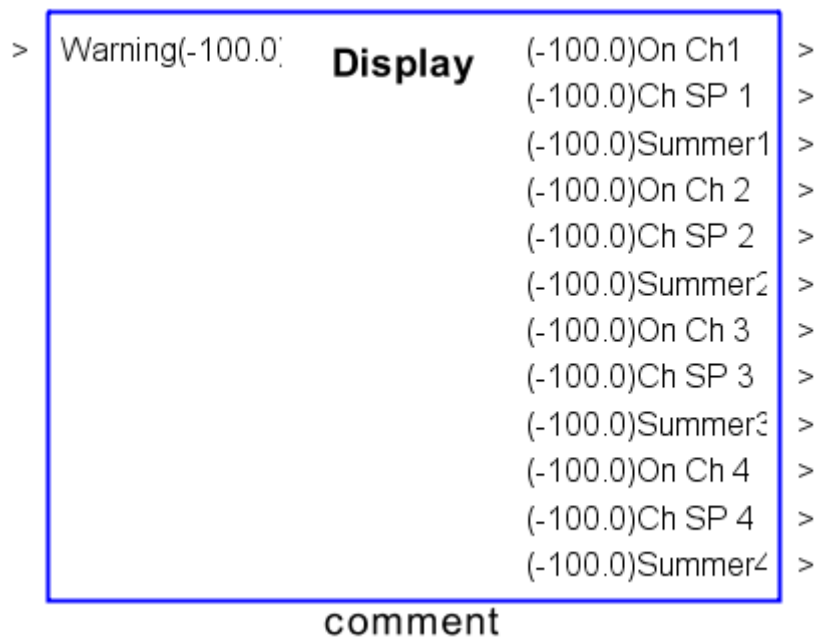 > Warning(-100.0) Display (-100.0)On Ch1 >
(-100.0)Ch SP 1 >
(-100.0)Summer1 >
(-100.0)On Ch 2 >
(-100.0)Ch SP 2 >
(-100.0)Summer2 >
(-100.0)On Ch 3 >
(-100.0)Ch SP 3 >
(-100.0)Summer3 >
(-100.0)On Ch 4 >
(-100.0)Ch SP 4 >
(-100.0)Summer4 >
comment